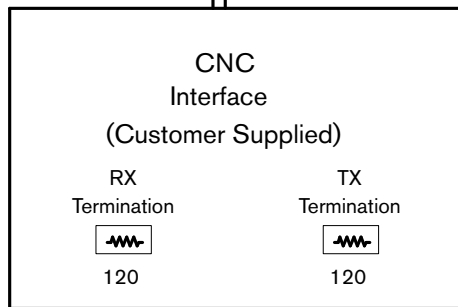 CNC
Interface
(Customer Supplied)
RX
Termination
120
TX
Termination
120